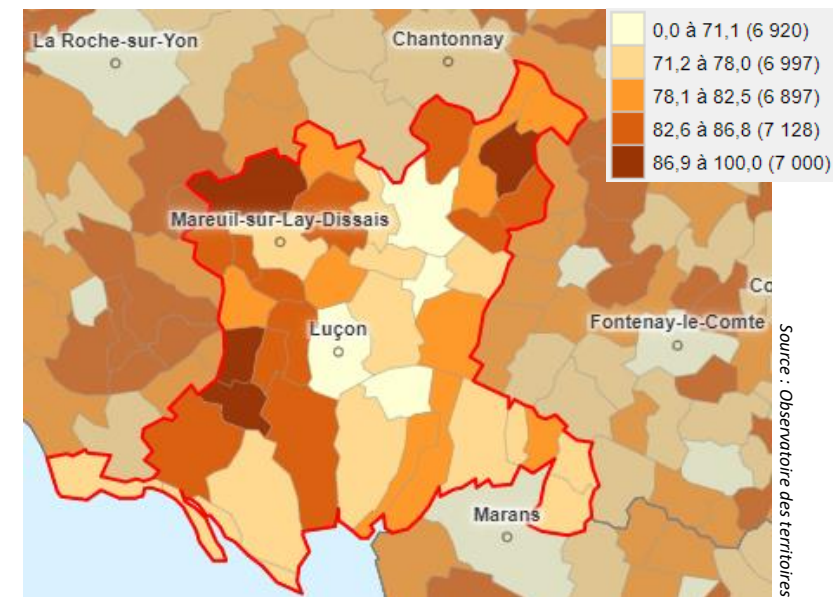 La Roche-sur-Yon
Chantonnay
0,0 à 71,1 (6 920)
71,2 à 78,0 (6 997)
78,1 à 82,5 (6 897)
82,6 à 86,8 (7 128)
86,9 à 100,0 (7 000)
Mareuil-sur-Lay-Dissais
Co
Luçon
Fontenay-le-Comte
Marans
Source : Observatoire des territoires